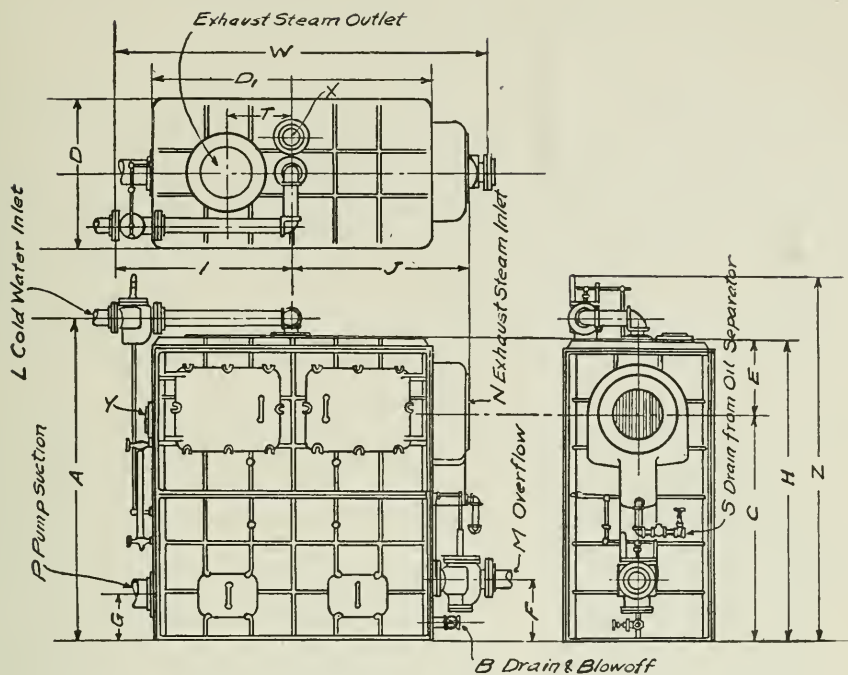 Exhaust Steam Outlet
W
D₁
T
X
D
I
J
L Cold Water Inlet
N Exhaust Steam Inlet
S Drain from Oil Separator
Y
A
E
H
Z
C
P Pump Suction
M Overflow
G
F
B Drain & Blowoff